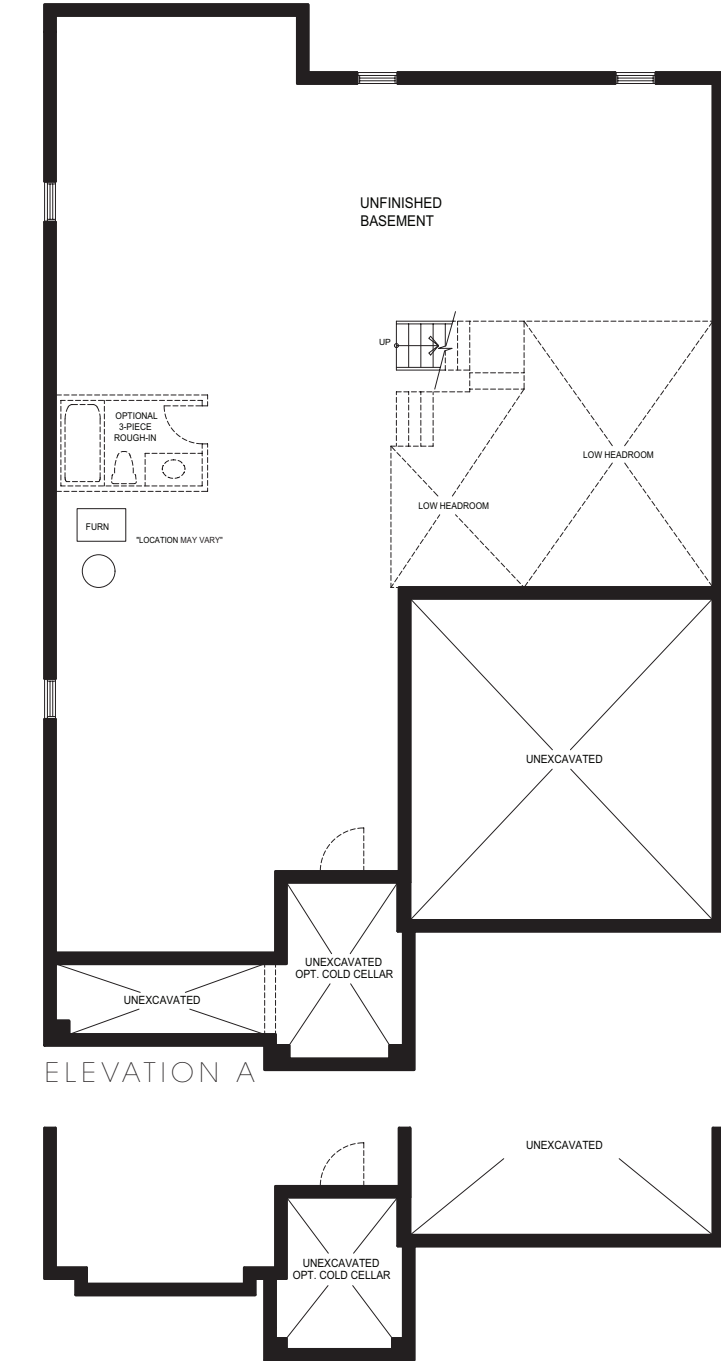 UNFINISHED
BASEMENT
UP
OPTIONAL
3-PIECE
ROUGH-IN
LOW HEADROOM
LOW HEADROOM
FURN
"LOCATION MAY VARY"
UNEXCAVATED
UNEXCAVATED
OPT. COLD CELLAR
UNEXCAVATED
ELEVATION A
UNEXCAVATED
UNEXCAVATED
OPT. COLD CELLAR